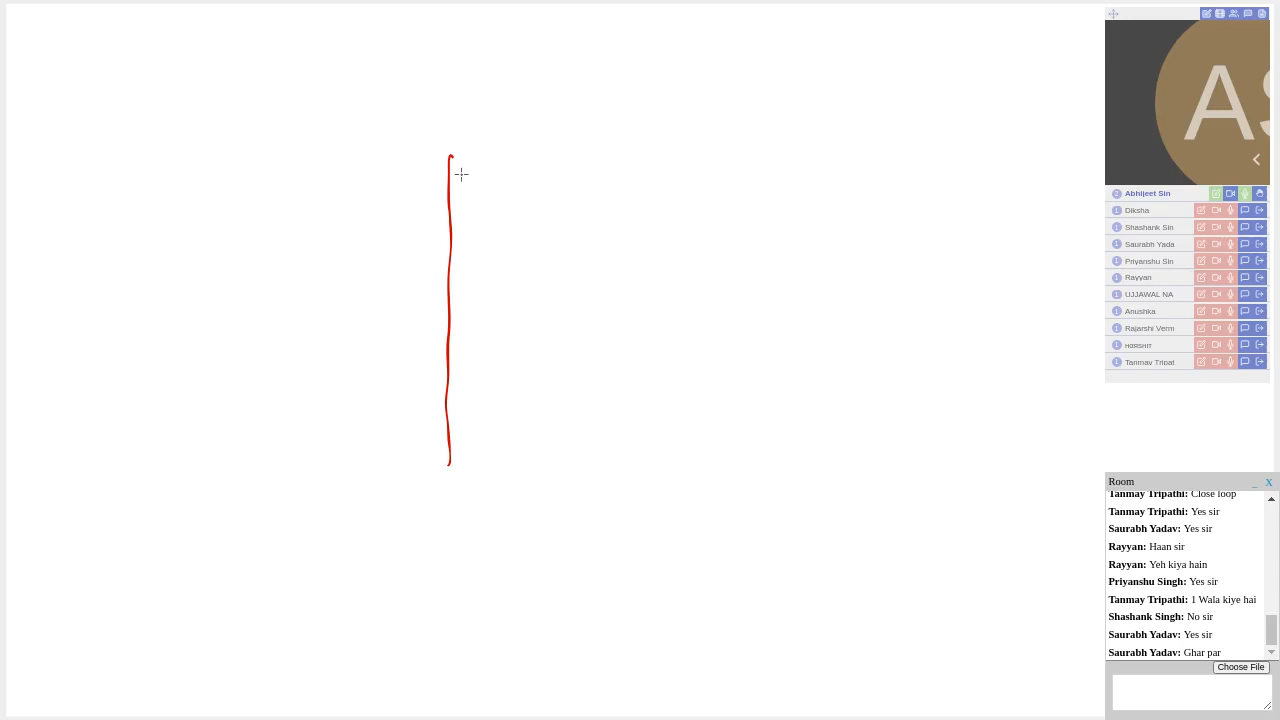 AS
Abhijeet Sin
Diksha
Shashank Sin
Saurabh Yada
Priyanshu Sin
Rayyan
UJJAWAL NA
Anushka
Rajarshi Verm
Tanmay Tripat
Room
_ X
Tanmay Tripathi: Close loop
Tanmay Tripathi: Yes sir
Saurabh Yadav: Yes sir
Rayyan: Haan sir
Rayyan: Yeh kiya hain
Priyanshu Singh: Yes sir
Tanmay Tripathi: 1 Wala kiye hai
Shashank Singh: No sir
Saurabh Yadav: Yes sir
Saurabh Yadav: Ghar par
Choose File